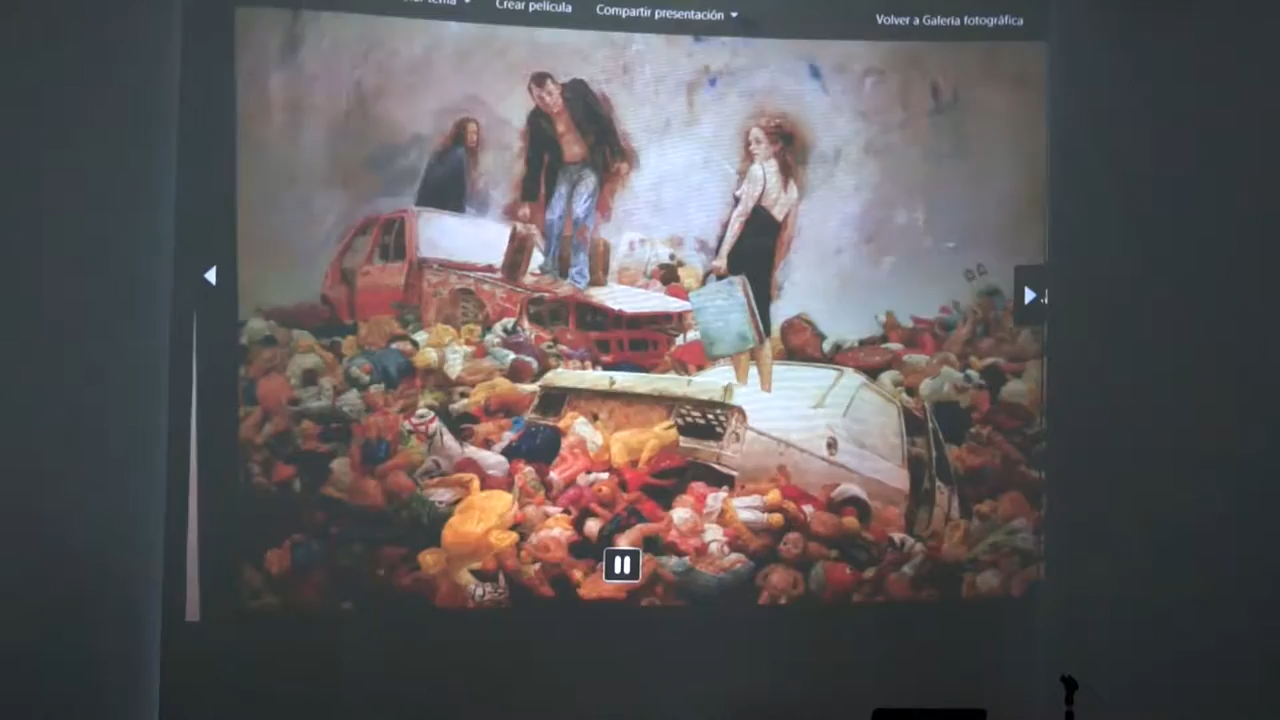 Crear película
Compartir presentación
Volver a Galería fotográfica